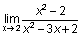 lim x→2 (x² − 2)/(x² − 3x + 2)